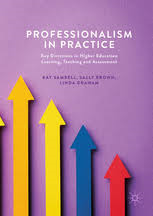 PROFESSIONALISM
IN PRACTICE
Key Directions in Higher Education
Learning, Teaching and Assessment
KAY SAMBELL, SALLY BROWN,
LINDA GRAHAM